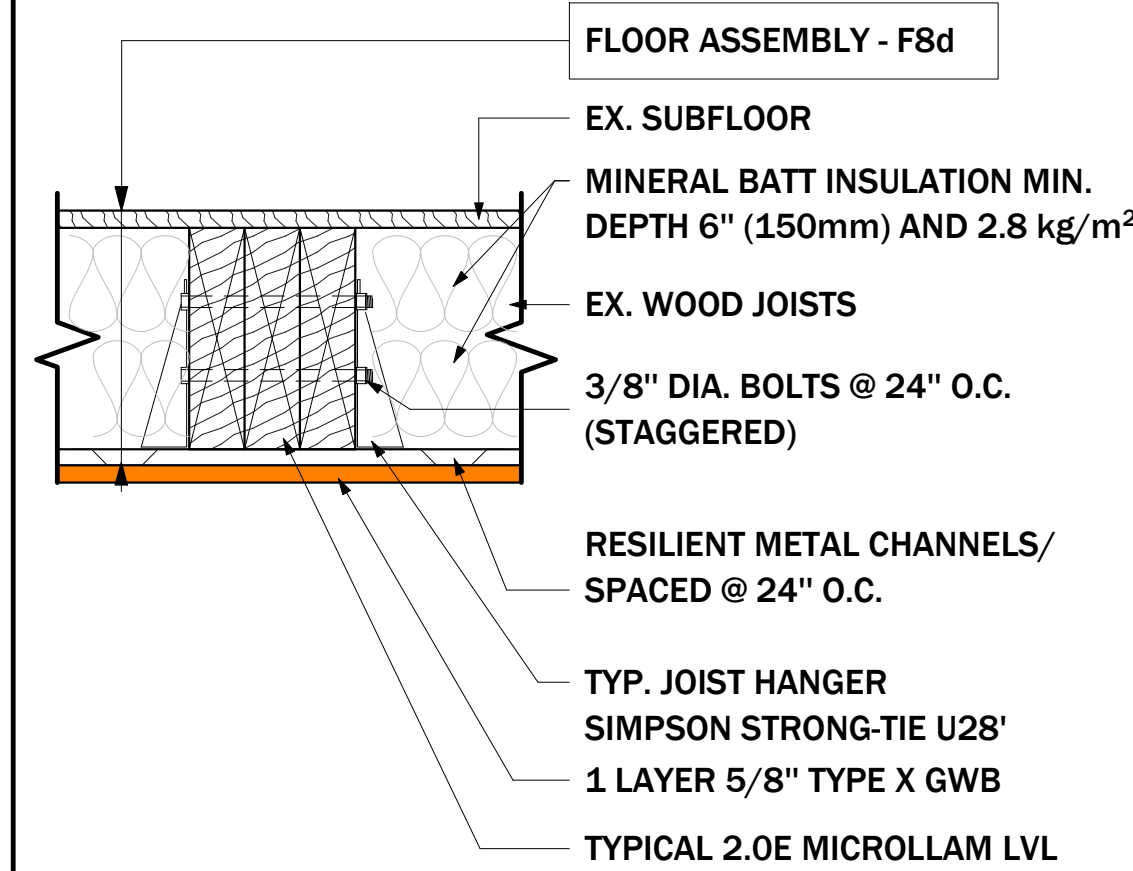 FLOOR ASSEMBLY - F8d
EX. SUBFLOOR
MINERAL BATT INSULATION MIN.
DEPTH 6" (150mm) AND 2.8 kg/m²
EX. WOOD JOISTS
3/8" DIA. BOLTS @ 24" O.C.
(STAGGERED)
RESILIENT METAL CHANNELS/
SPACED @ 24" O.C.
TYP. JOIST HANGER
SIMPSON STRONG-TIE U28'
1 LAYER 5/8" TYPE X GWB
TYPICAL 2.0E MICROLLAM LVL